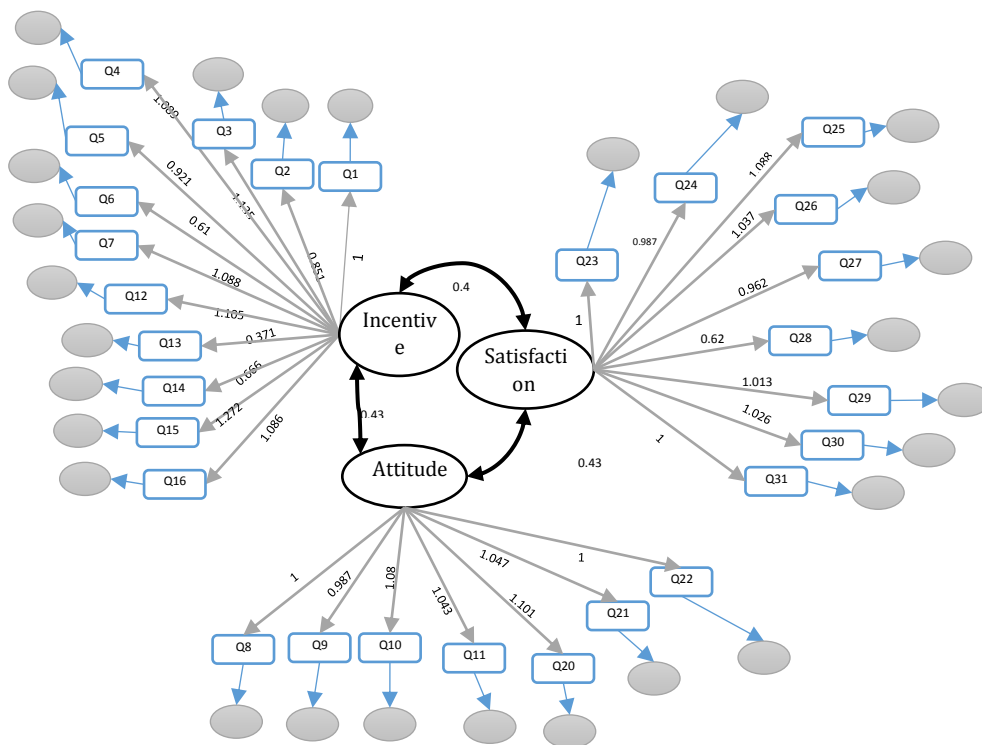 Q4
Q3
Q5
Q2
Q1
Q6
Q7
Q12
Q13
Q14
Q15
Q16
1.089
1.135
0.921
0.851
0.61
1
1.088
1.105
0.371
0.666
1.272
1.086
Incentiv
e
0.4
Satisfacti
on
0.43
Attitude
0.43
Q25
Q24
Q26
Q23
Q27
Q28
Q29
Q30
Q31
1.088
1.037
0.987
0.962
1
0.62
1.013
1.026
1
1
0.987
1.08
1.043
1.101
1.047
1
Q8
Q9
Q10
Q11
Q20
Q21
Q22